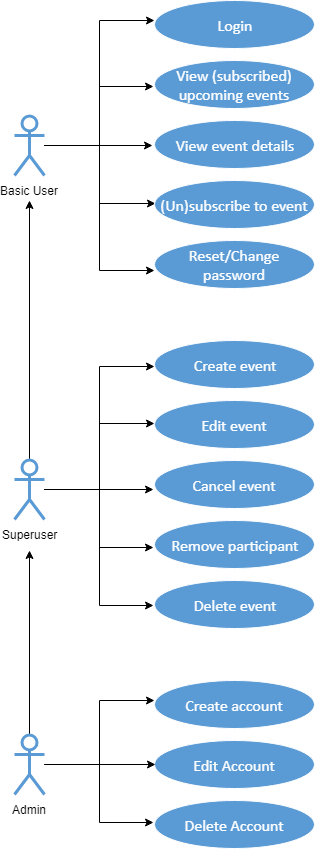 Login
View (subscribed)
upcoming events
View event details
Basic User
(Un)subscribe to event
Reset/Change
password
Create event
Edit event
Cancel event
Superuser
Remove participant
Delete event
Create account
Edit Account
Admin
Delete Account